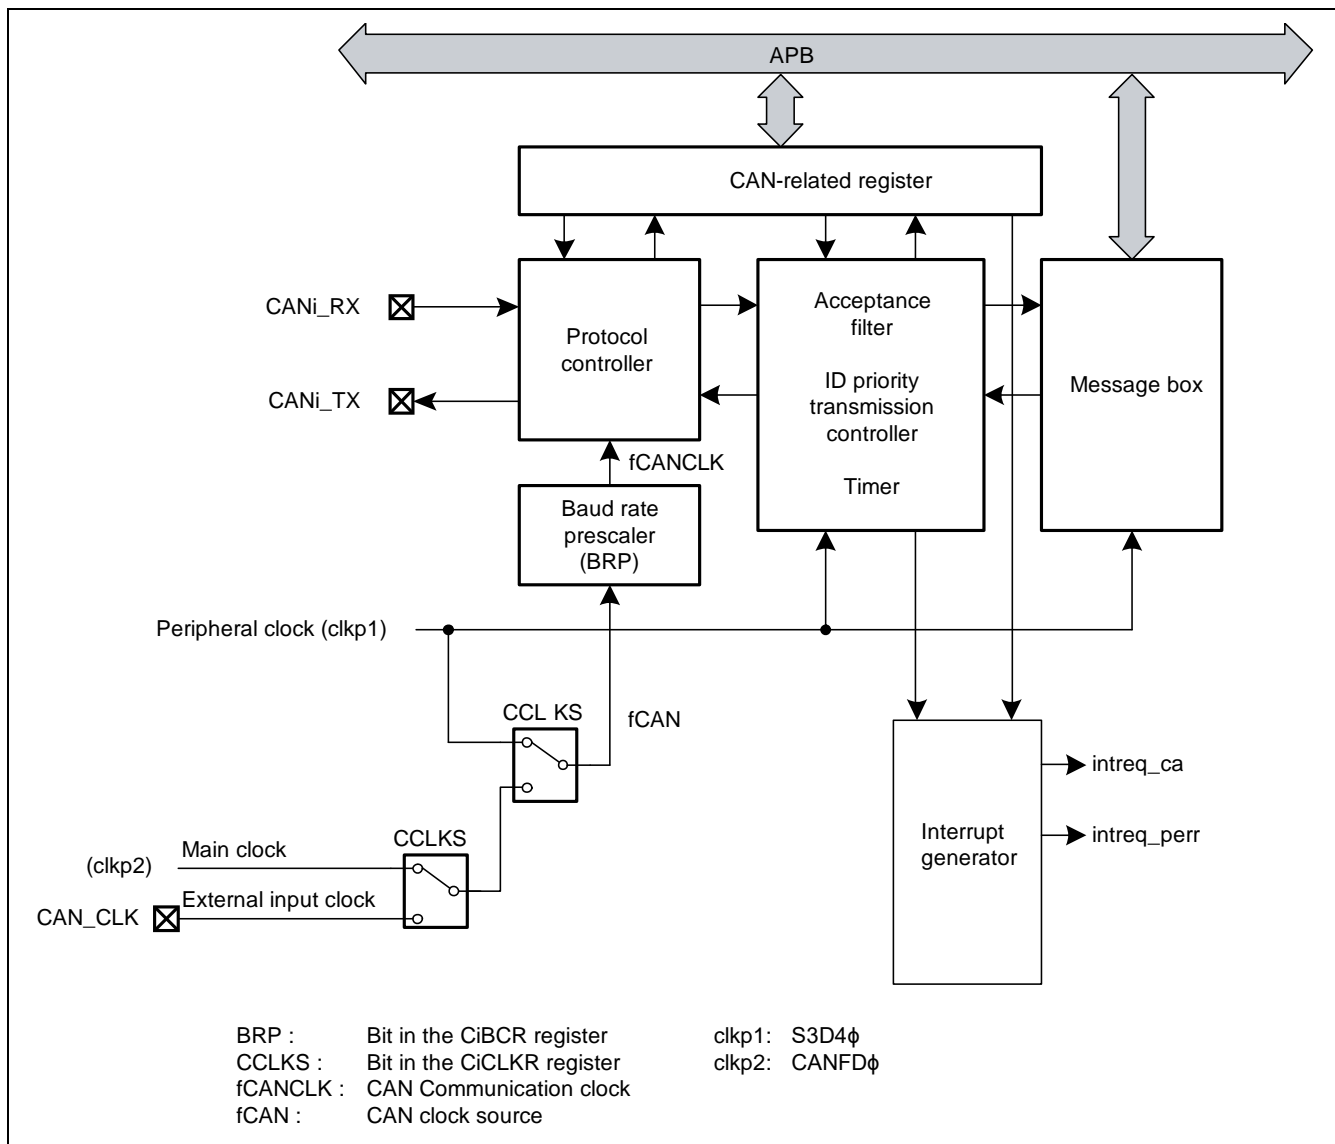 APB
CAN-related register
CANi_RX
Protocol
controller
Acceptance
filter
ID priority
transmission
controller
Timer
Message box
CANi_TX
fCANCLK
Baud rate
prescaler
(BRP)
Peripheral clock (clkp1)
CCL KS
fCAN
CCLKS
(clkp2)
Main clock
External input clock
CAN_CLK
Interrupt
generator
intreq_ca
intreq_perr
BRP : Bit in the CiBCR register clkp1: S3D4ϕ
CCLKS : Bit in the CiCLKR register clkp2: CANFDϕ
fCANCLK : CAN Communication clock
fCAN : CAN clock source